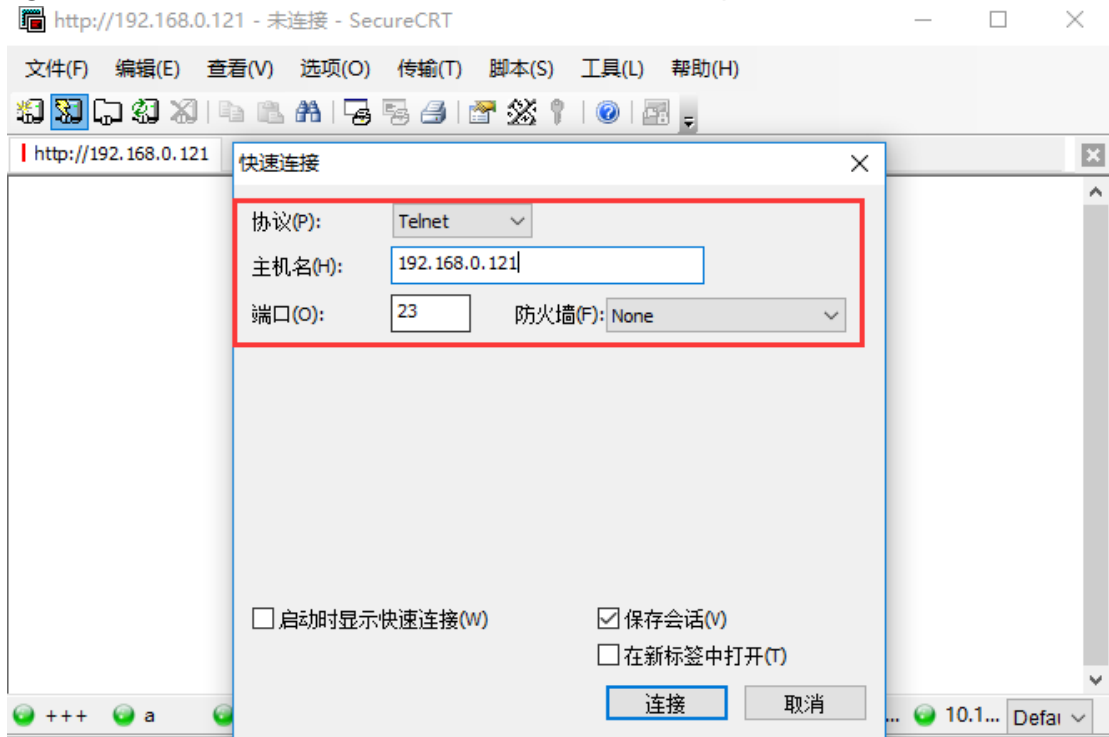 http://192.168.0.121 - 未连接 - SecureCRT
文件(F) 编辑(E) 查看(V) 选项(O) 传输(T) 脚本(S) 工具(L) 帮助(H)
http://192.168.0.121
快速连接
协议(P): Telnet
主机名(H): 192.168.0.121
端口(O): 23 防火墙(F): None
启动时显示快速连接(W) 保存会话(V)
在新标签中打开(T)
连接 取消
+++ a ... 10.1... Defau